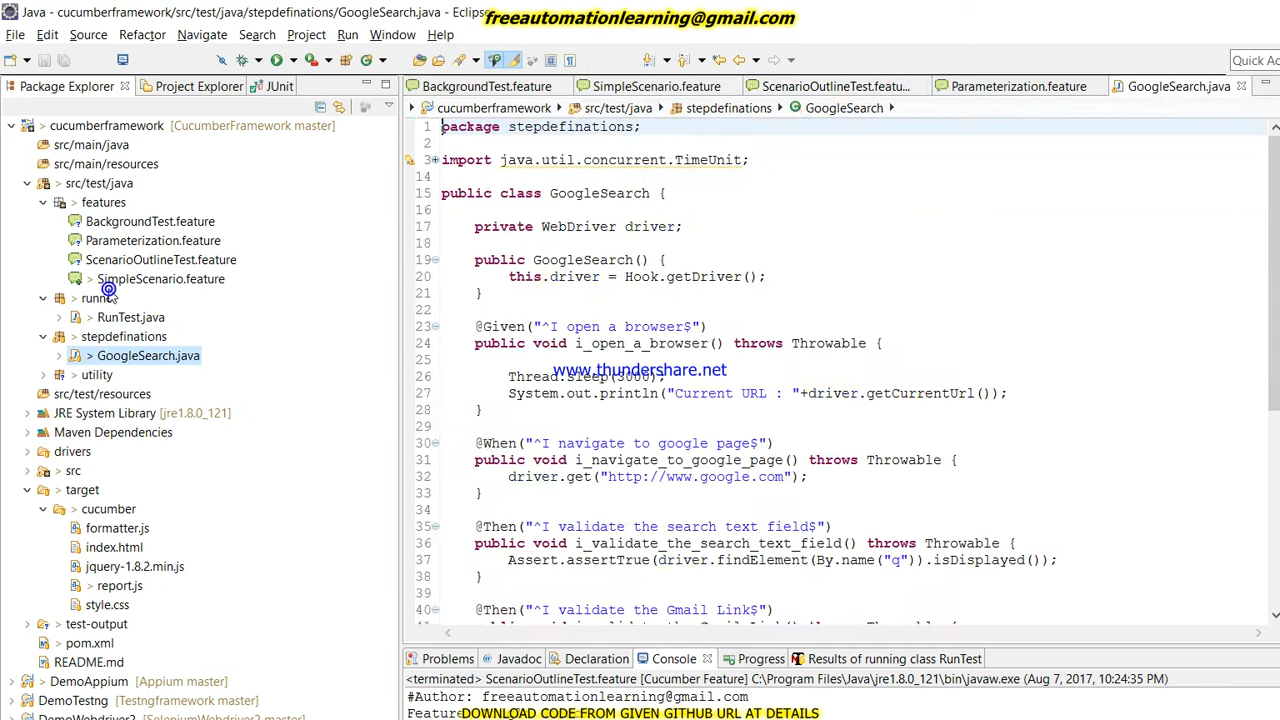 Java - cucumberframework/src/test/java/stepdefinations/GoogleSearch.java - Eclipse
freeautomationlearning@gmail.com
File Edit Source Refactor Navigate Search Project Run Window Help
Quick Ac
Package Explorer Project Explorer JUnit
BackgroundTest.feature SimpleScenario.feature ScenarioOutlineTest.featu... Parameterization.feature GoogleSearch.java
cucumberframework src/test/java stepdefinations GoogleSearch
> cucumberframework [CucumberFramework master]
src/main/java
src/main/resources
> src/test/java
> features
BackgroundTest.feature
Parameterization.feature
ScenarioOutlineTest.feature
> SimpleScenario.feature
> runn
> RunTest.java
> stepdefinations
> GoogleSearch.java
> utility
src/test/resources
JRE System Library [jre1.8.0_121]
Maven Dependencies
drivers
> src
> target
> cucumber
formatter.js
index.html
jquery-1.8.2.min.js
> report.js
style.css
test-output
pom.xml
README.md
> DemoAppium [Appium master]
> DemoTestng [Testngframework master]
> DemoWebdriver2 [SeleniumWebdriver2 master]
1 package stepdefinations;
2
3 import java.util.concurrent.TimeUnit;
14
15 public class GoogleSearch {
16
17 private WebDriver driver;
18
19 public GoogleSearch() {
20 this.driver = Hook.getDriver();
21 }
22
23 @Given("^I open a browser$")
24 public void i_open_a_browser() throws Throwable {
25
26 Thread.sleep(3000);
www.thundershare.net
27 System.out.println("Current URL : "+driver.getCurrentUrl());
28 }
29
30 @When("^I navigate to google page$")
31 public void i_navigate_to_google_page() throws Throwable {
32 driver.get("http://www.google.com");
33 }
34
35 @Then("^I validate the search text field$")
36 public void i_validate_the_search_text_field() throws Throwable {
37 Assert.assertTrue(driver.findElement(By.name("q")).isDisplayed());
38 }
39
40 @Then("^I validate the Gmail Link$")
Problems Javadoc Declaration Console Progress Results of running class RunTest
<terminated> ScenarioOutlineTest.feature [Cucumber Feature] C:\Program Files\Java\jre1.8.0_121\bin\javaw.exe (Aug 7, 2017, 10:24:35 PM)
#Author: freeautomationlearning@gmail.com
Feature
DOWNLOAD CODE FROM GIVEN GITHUB URL AT DETAILS